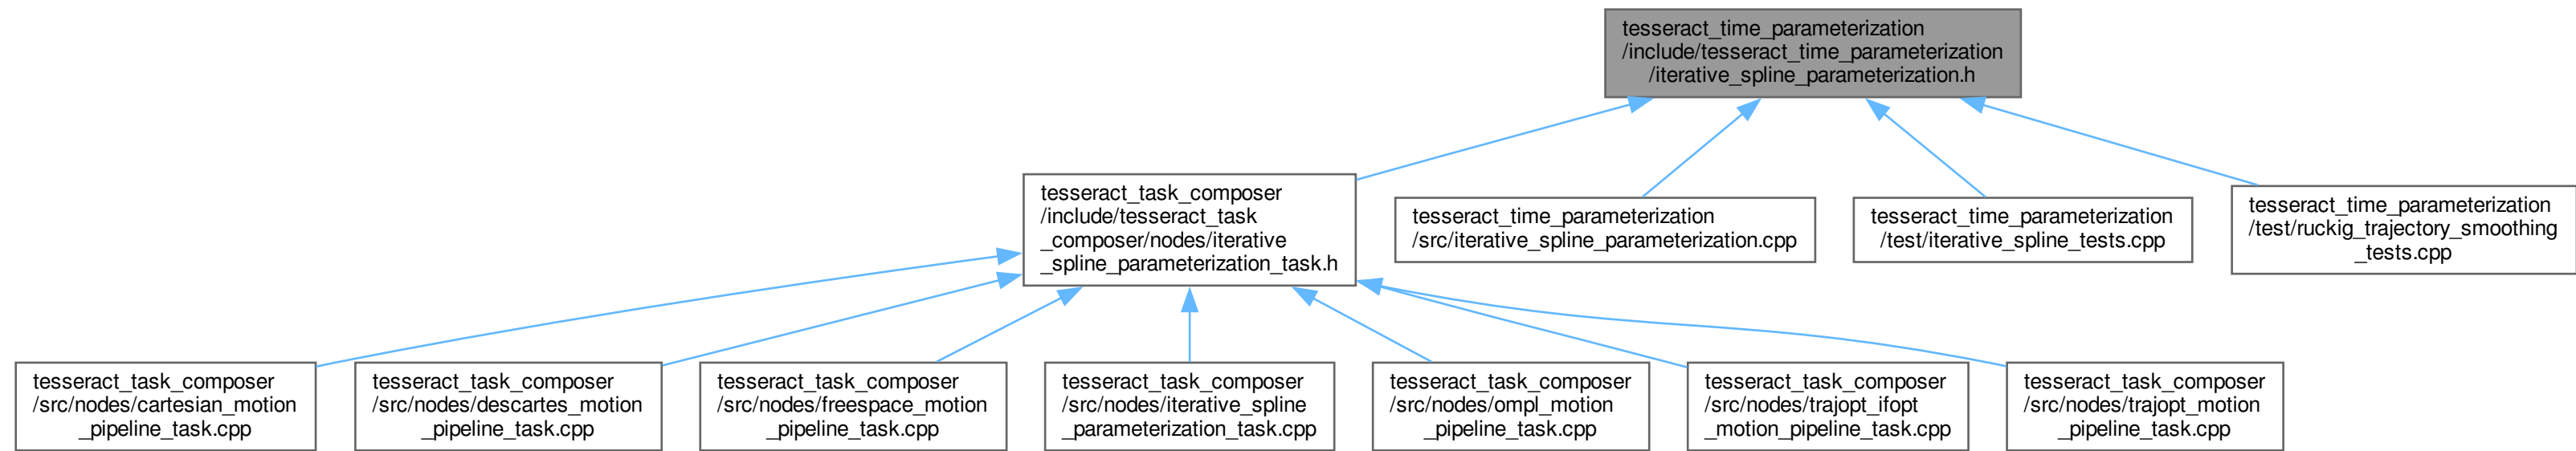 tesseract_time_parameterization
/include/tesseract_time_parameterization
/iterative_spline_parameterization.h
tesseract_task_composer
/include/tesseract_task
_composer/nodes/iterative
_spline_parameterization_task.h
tesseract_time_parameterization
/src/iterative_spline_parameterization.cpp
tesseract_time_parameterization
/test/iterative_spline_tests.cpp
tesseract_time_parameterization
/test/ruckig_trajectory_smoothing
_tests.cpp
tesseract_task_composer
/src/nodes/cartesian_motion
_pipeline_task.cpp
tesseract_task_composer
/src/nodes/descartes_motion
_pipeline_task.cpp
tesseract_task_composer
/src/nodes/freespace_motion
_pipeline_task.cpp
tesseract_task_composer
/src/nodes/iterative_spline
_parameterization_task.cpp
tesseract_task_composer
/src/nodes/ompl_motion
_pipeline_task.cpp
tesseract_task_composer
/src/nodes/trajopt_ifopt
_motion_pipeline_task.cpp
tesseract_task_composer
/src/nodes/trajopt_motion
_pipeline_task.cpp